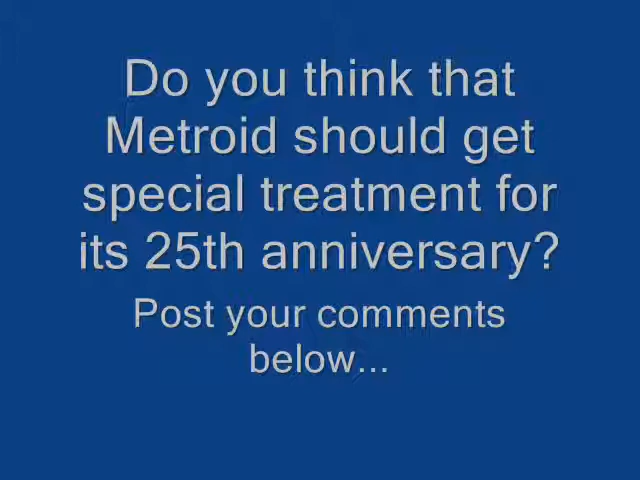 Do you think that
Metroid should get
special treatment for
its 25th anniversary?
Post your comments
below...